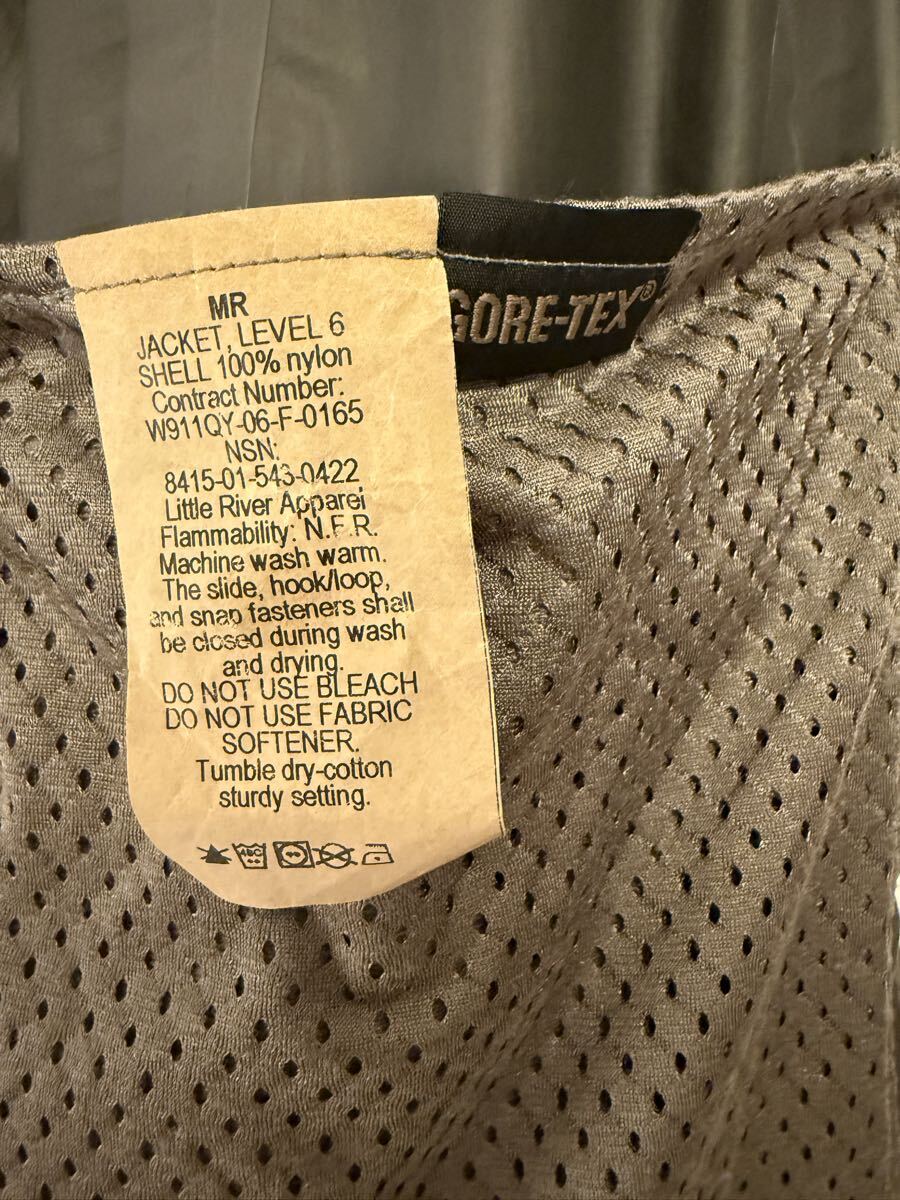 MR
JACKET, LEVEL 6
SHELL 100% nylon
Contract Number:
W911QY-06-F-0165
NSN:
8415-01-543-0422
Little River Apparel
Flammability: N.F.R.
Machine wash warm.
The slide, hook/loop,
and snap fasteners shall
be closed during wash
and drying.
DO NOT USE BLEACH
DO NOT USE FABRIC
SOFTENER.
Tumble dry-cotton
sturdy setting.
ABC
GORE-TEX®